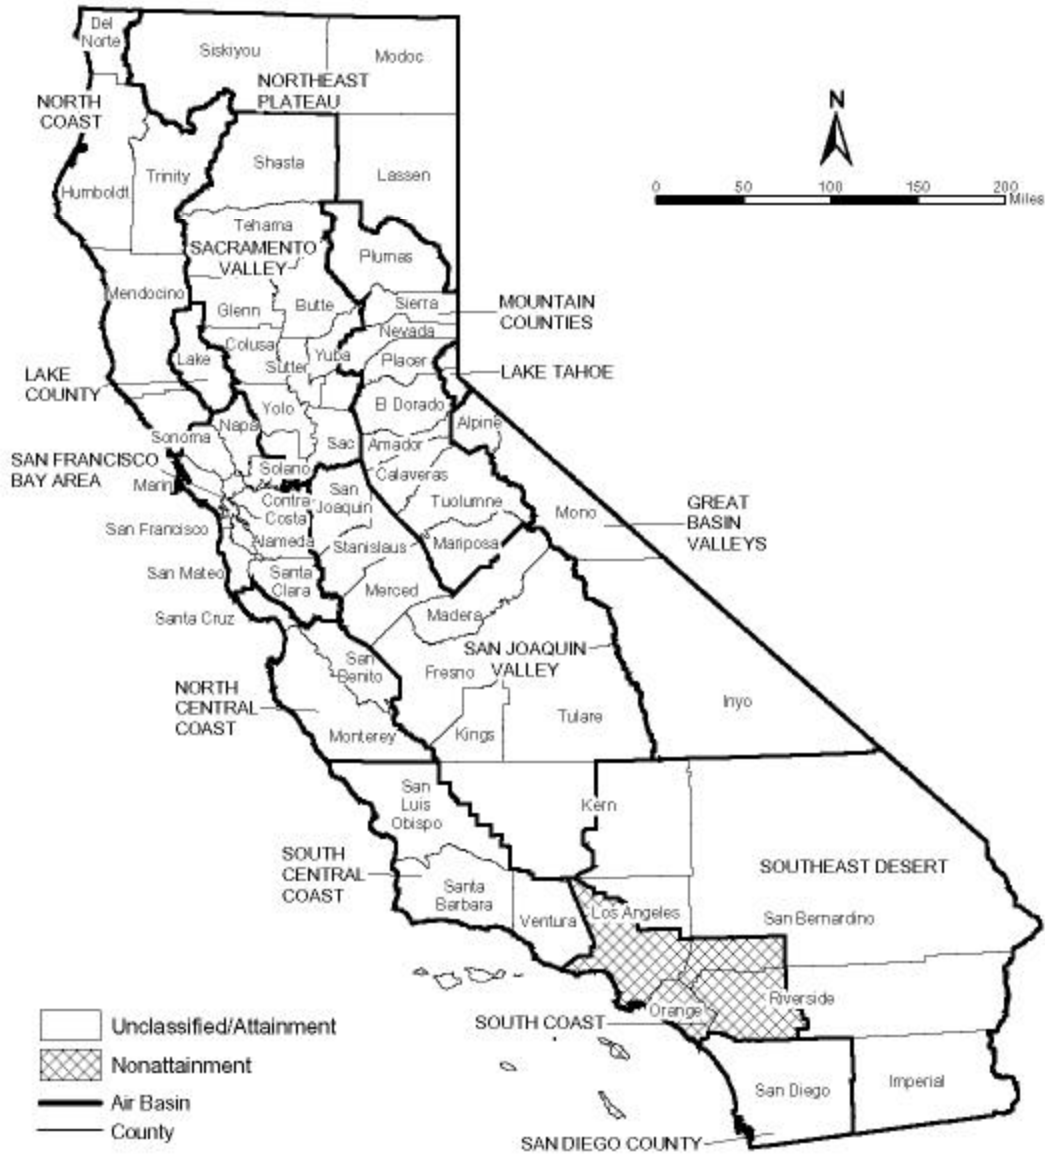 Del
Norte
Siskiyou
Modoc
NORTHEAST
PLATEAU
NORTH
COAST
N
0 50 100 150 200
Miles
Shasta
Trinity
Lassen
Humboldt
Tehama
SACRAMENTO
VALLEY
Plumas
Mendocino
Glenn
Butte
Sierra
MOUNTAIN
COUNTIES
Nevada
Colusa
Yuba
Placer
Lake
Sutter
LAKE TAHOE
LAKE
COUNTY
El Dorado
Yolo
Napa
Alpine
Sonoma
Sac
Amador
SAN FRANCISCO
BAY AREA
Solano
Calaveras
Marin
San
Joaquin
Contra
Costa
Tuolumne
Mono
GREAT
BASIN
VALLEYS
San Francisco
Alameda
Stanislaus
Mariposa
San Mateo
Santa
Clara
Merced
Santa Cruz
Madera
SAN JOAQUIN
VALLEY
San
Benito
Fresno
NORTH
CENTRAL
COAST
Inyo
Tulare
Monterey
Kings
San
Luis
Obispo
Kern
SOUTH
CENTRAL
COAST
SOUTHEAST DESERT
Santa
Barbara
Ventura
Los Angeles
San Bernardino
Riverside
Orange
SOUTH COAST
San Diego
Imperial
SAN DIEGO COUNTY
Unclassified/Attainment
Nonattainment
Air Basin
County